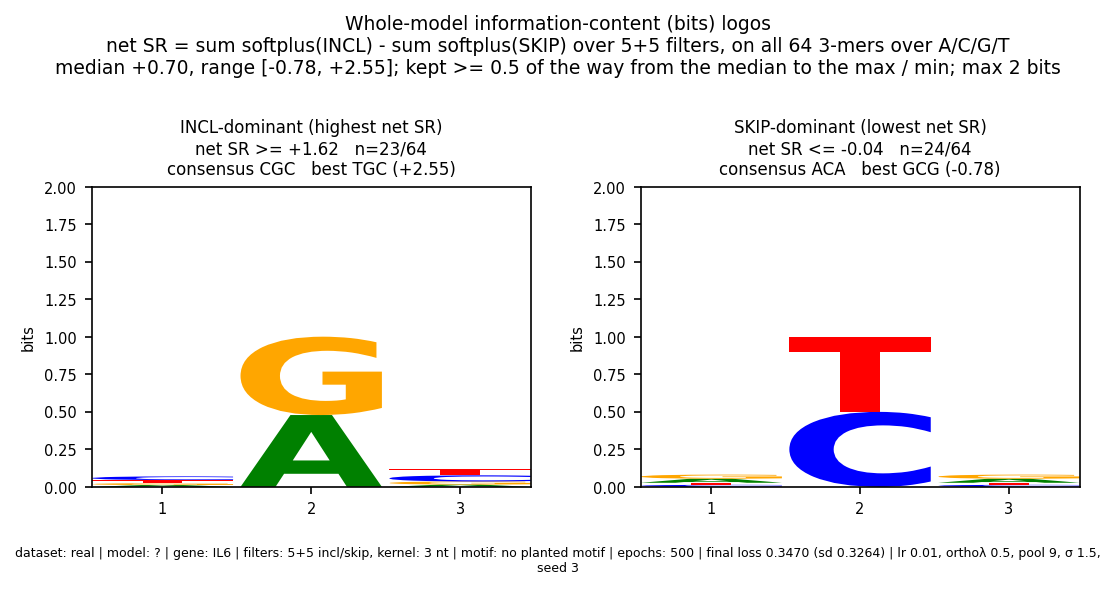 Whole-model information-content (bits) logos
net SR = sum softplus(INCL) - sum softplus(SKIP) over 5+5 filters, on all 64 3-mers over A/C/G/T
median +0.70, range [-0.78, +2.55]; kept >= 0.5 of the way from the median to the max / min; max 2 bits
INCL-dominant (highest net SR)
net SR >= +1.62   n=23/64
consensus CGC   best TGC (+2.55)
2.00
1.75
1.50
1.25
1.00
0.75
0.50
0.25
0.00
bits
G
A
1
2
3
SKIP-dominant (lowest net SR)
net SR <= -0.04   n=24/64
consensus ACA   best GCG (-0.78)
2.00
1.75
1.50
1.25
1.00
0.75
0.50
0.25
0.00
bits
T
C
1
2
3
dataset: real | model: ? | gene: IL6 | filters: 5+5 incl/skip, kernel: 3 nt | motif: no planted motif | epochs: 500 | final loss 0.3470 (sd 0.3264) | lr 0.01, orthoλ 0.5, pool 9, σ 1.5,
seed 3